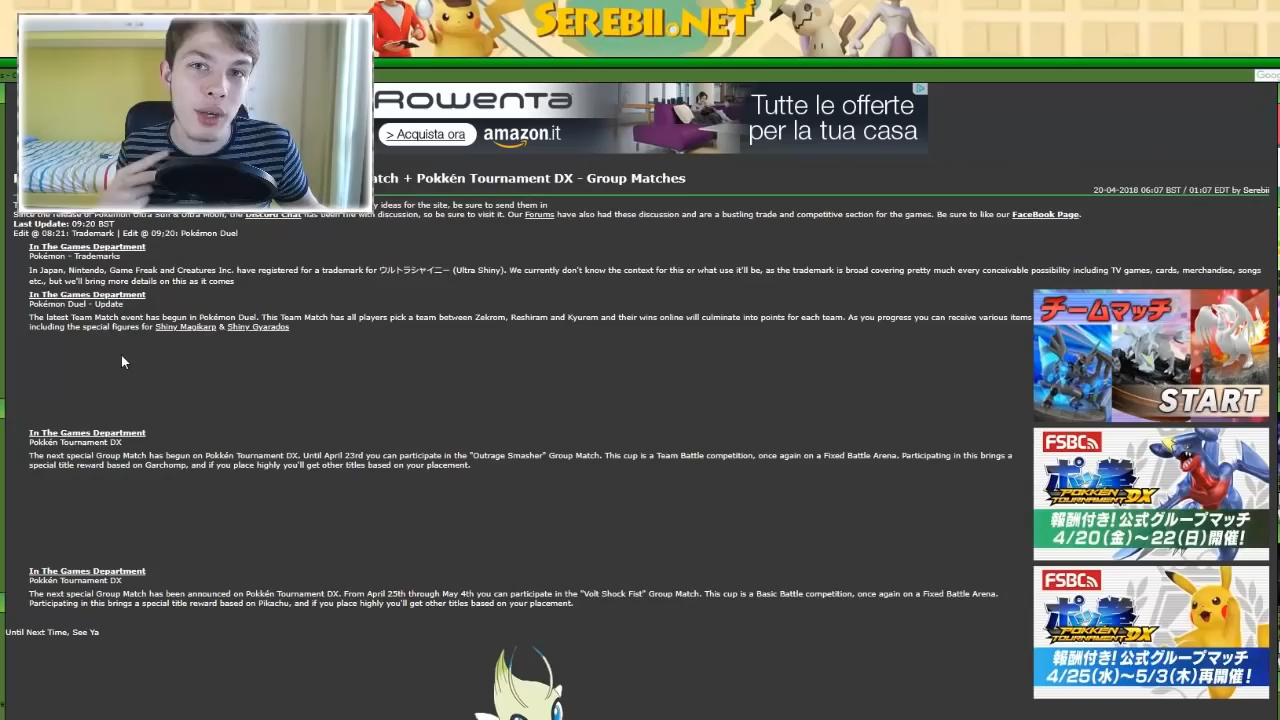 SEREBII.NET
ROWENTA
> Acquista ora
amazon.it
Tutte le offerte
per la tua casa
atch + Pokkén Tournament DX - Group Matches
20-04-2018 06:07 BST / 01:07 EDT by Serebii
y ideas for the site, be sure to send them in
Since the release of Pokémon Ultra Sun & Ultra Moon, the Discord Chat has been rife with discussion, so be sure to visit it. Our Forums have also had these discussion and are a bustling trade and competitive section for the games. Be sure to like our FaceBook Page.
Last Update: 09:20 BST
Edit @ 08:21: Trademark | Edit @ 09;20: Pokémon Duel
In The Games Department
Pokémon - Trademarks
In Japan, Nintendo, Game Freak and Creatures Inc. have registered for a trademark for ウルトラシャイニー (Ultra Shiny). We currently don't know the context for this or what use it'll be, as the trademark is broad covering pretty much every conceivable possibility including TV games, cards, merchandise, songs
etc., but we'll bring more details on this as it comes
In The Games Department
Pokémon Duel - Update
The latest Team Match event has begun in Pokémon Duel. This Team Match has all players pick a team between Zekrom, Reshiram and Kyurem and their wins online will culminate into points for each team. As you progress you can receive various items
including the special figures for Shiny Magikarp & Shiny Gyarados
チームマッチ
START
In The Games Department
Pokkén Tournament DX
The next special Group Match has begun on Pokkén Tournament DX. Until April 23rd you can participate in the "Outrage Smasher" Group Match. This cup is a Team Battle competition, once again on a Fixed Battle Arena. Participating in this brings a
special title reward based on Garchomp, and if you place highly you'll get other titles based on your placement.
FSBC
ポッ拳
POKKÉN TOURNAMENT DX
報酬付き!公式グループマッチ
4/20(金)~22(日)開催!
In The Games Department
Pokkén Tournament DX
The next special Group Match has been announced on Pokkén Tournament DX. From April 25th through May 4th you can participate in the "Volt Shock Fist" Group Match. This cup is a Basic Battle competition, once again on a Fixed Battle Arena.
Participating in this brings a special title reward based on Pikachu, and if you place highly you'll get other titles based on your placement.
FSBC
ポッ拳
POKKÉN TOURNAMENT DX
報酬付き!公式グループマッチ
4/25(水)~5/3(木)再開催!
Until Next Time, See Ya